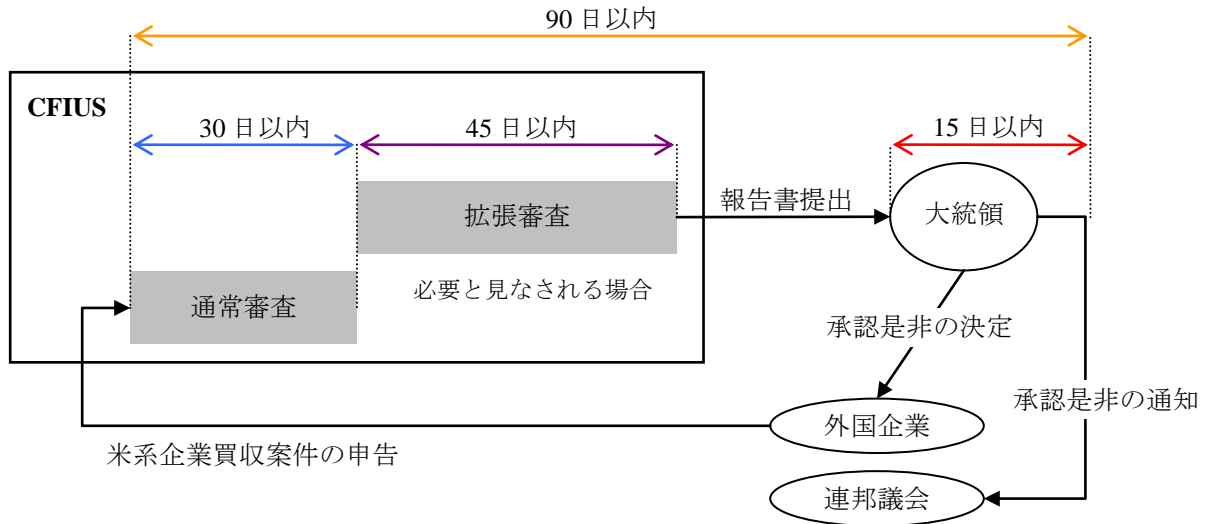 90 日以内
CFIUS
30 日以内
45 日以内
15 日以内
拡張審査
報告書提出
大統領
通常審査
必要と見なされる場合
承認是非の決定
承認是非の通知
外国企業
米系企業買収案件の申告
連邦議会